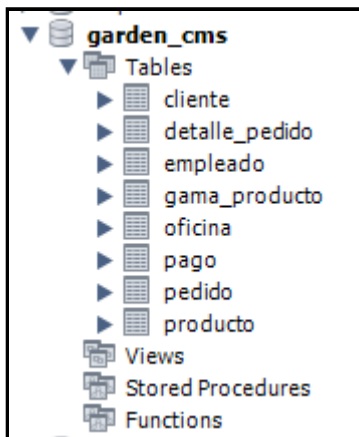 garden_cms
Tables
cliente
detalle_pedido
empleado
gama_producto
oficina
pago
pedido
producto
Views
Stored Procedures
Functions